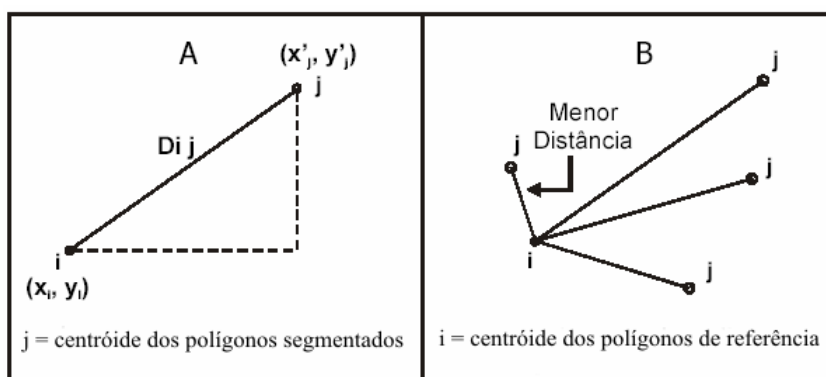 A
(x'j, y'j)
j
Di j
i
(xi, yi)
j = centróide dos polígonos segmentados
B
j
Menor
Distância
j
j
i
j
i = centróide dos polígonos de referência